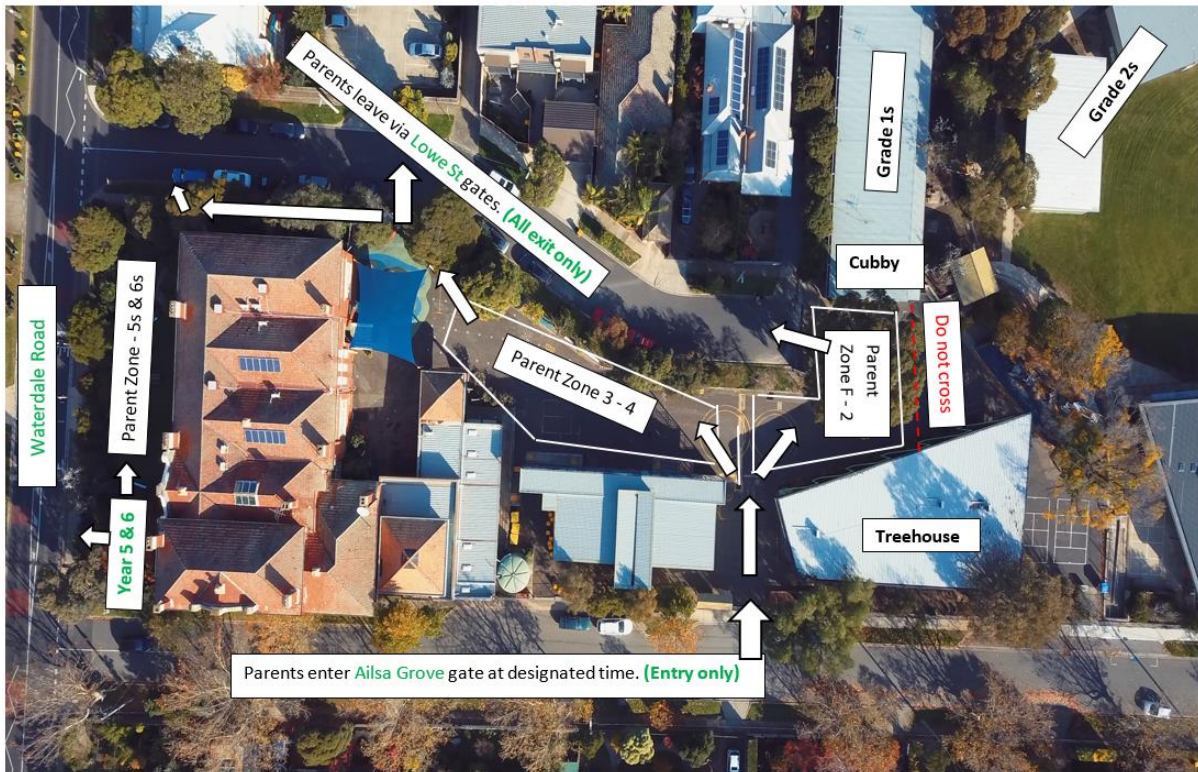 Parents leave via Lowe St gates. (All exit only)
Grade 1s
Grade 2s
Cubby
Waterdale Road
Parent Zone - 5s & 6s
Parent Zone 3 - 4
Parent
Zone F - 2
Do not cross
Year 5 & 6
Treehouse
Parents enter Ailsa Grove gate at designated time. (Entry only)